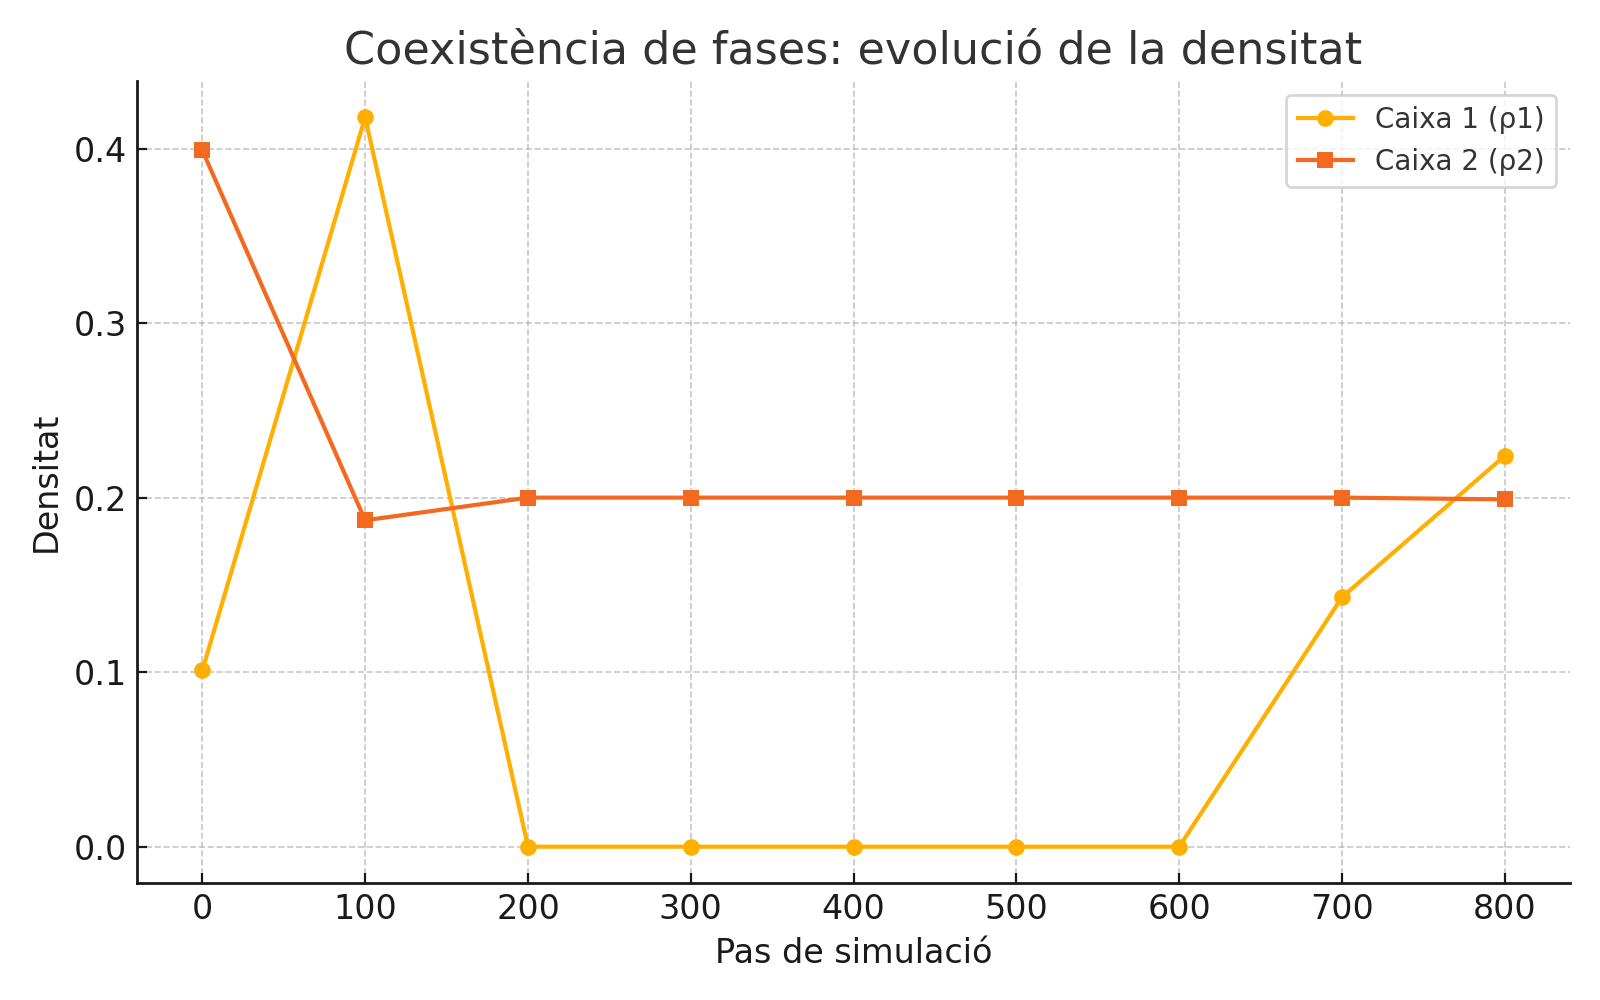 Coexistència de fases: evolució de la densitat
Caixa 1 (ρ1)
Caixa 2 (ρ2)
Densitat
0.4
0.3
0.2
0.1
0.0
0 100 200 300 400 500 600 700 800
Pas de simulació